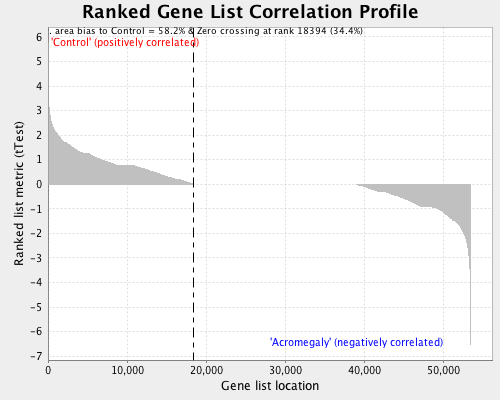 Ranked Gene List Correlation Profile
. area bias to Control = 58.2% & Zero crossing at rank 18394 (34.4%)
'Control' (positively correlated)
6
5
4
3
2
1
0
-1
-2
-3
-4
-5
-6
-7
Ranked list metric (tTest)
'Acromegaly' (negatively correlated)
0 10,000 20,000 30,000 40,000 50,000
Gene list location